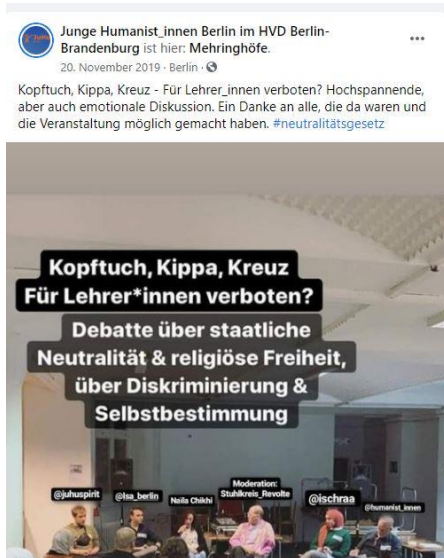 Junge Humanist_innen Berlin im HVD Berlin-
Brandenburg ist hier: Mehringhöfe.
20. November 2019 · Berlin ·
Kopftuch, Kippa, Kreuz - Für Lehrer_innen verboten? Hochspannende,
aber auch emotionale Diskussion. Ein Danke an alle, die da waren und
die Veranstaltung möglich gemacht haben. #neutralitätsgesetz
Kopftuch, Kippa, Kreuz
Für Lehrer*innen verboten?
Debatte über staatliche
Neutralität & religiöse Freiheit,
über Diskriminierung &
Selbstbestimmung
@juhuspirit
@lsa_berlin
Naila Chikhi
Moderation:
Stuhlkreis_Revolte
@ischraa
@humanist_innen